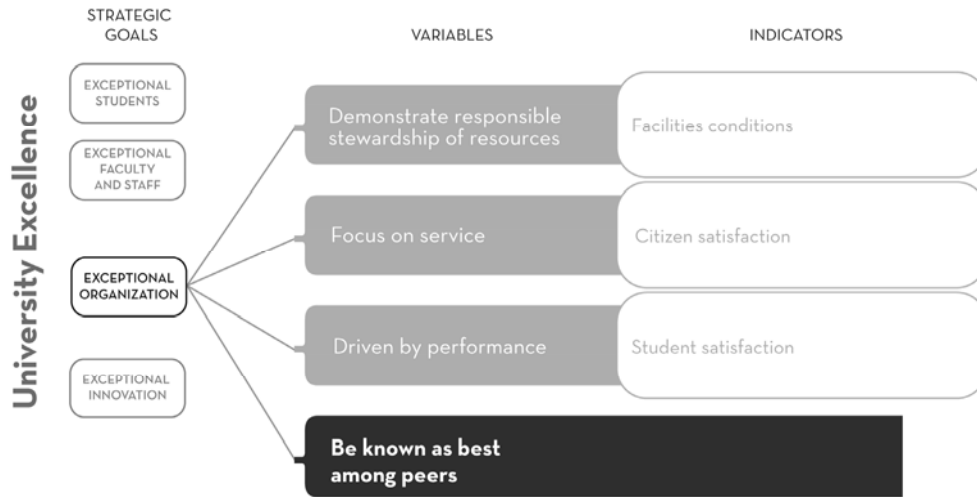 STRATEGIC
GOALS
VARIABLES
INDICATORS
University Excellence
EXCEPTIONAL
STUDENTS
EXCEPTIONAL
FACULTY
AND STAFF
EXCEPTIONAL
ORGANIZATION
EXCEPTIONAL
INNOVATION
Demonstrate responsible
stewardship of resources
Facilities conditions
Focus on service
Citizen satisfaction
Driven by performance
Student satisfaction
Be known as best
among peers